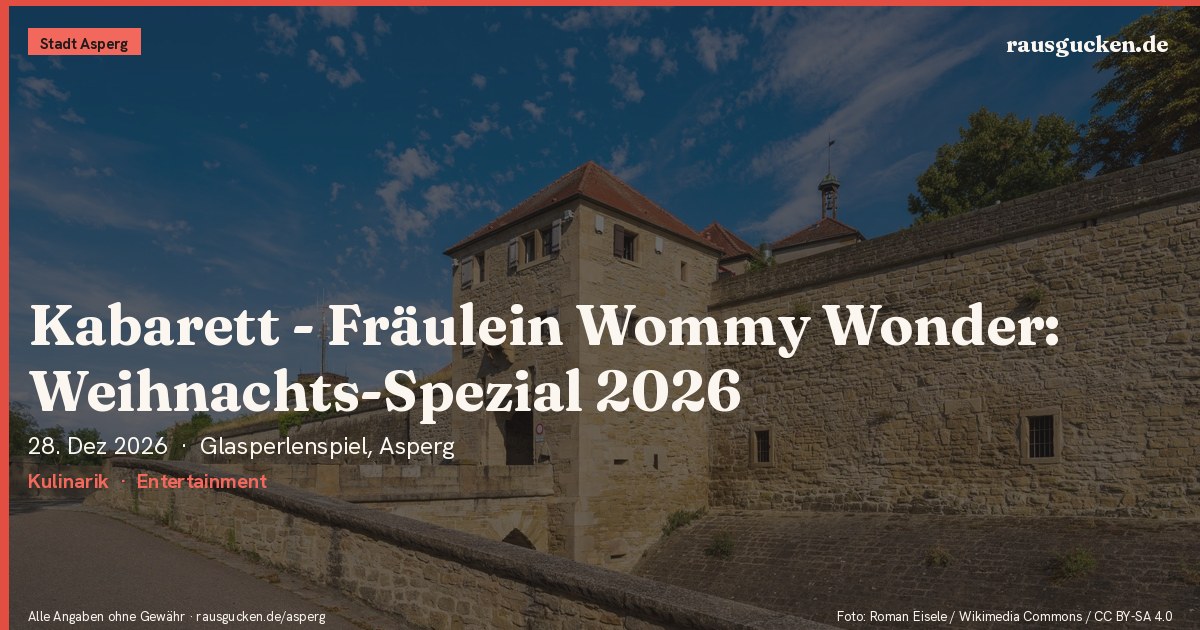 Stadt Asperg
rausgucken.de
Kabarett - Fräulein Wommy Wonder:
Weihnachts-Spezial 2026
28. Dez 2026 · Glasperlenspiel, Asperg
Kulinarik · Entertainment
Alle Angaben ohne Gewähr · rausgucken.de/asperg
Foto: Roman Eisele / Wikimedia Commons / CC BY-SA 4.0